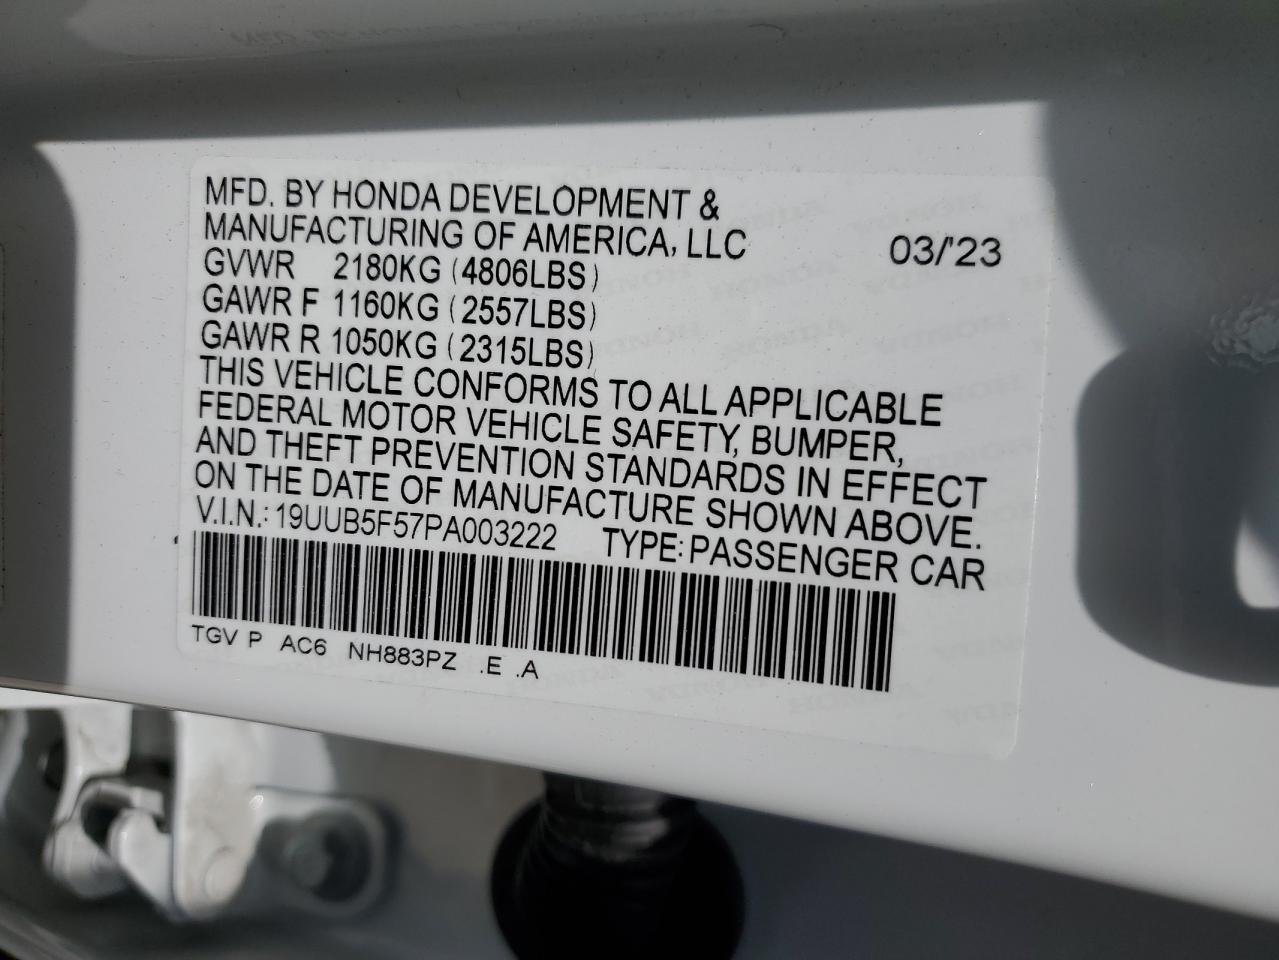 MFD. BY HONDA DEVELOPMENT &
MANUFACTURING OF AMERICA, LLC 03/'23
GVWR 2180KG (4806LBS)
GAWR F 1160KG (2557LBS)
GAWR R 1050KG (2315LBS)
THIS VEHICLE CONFORMS TO ALL APPLICABLE
FEDERAL MOTOR VEHICLE SAFETY, BUMPER,
AND THEFT PREVENTION STANDARDS IN EFFECT
ON THE DATE OF MANUFACTURE SHOWN ABOVE.
V.I.N.: 19UUB5F57PA003222 TYPE: PASSENGER CAR
TGV P AC6 NH883PZ .E .A